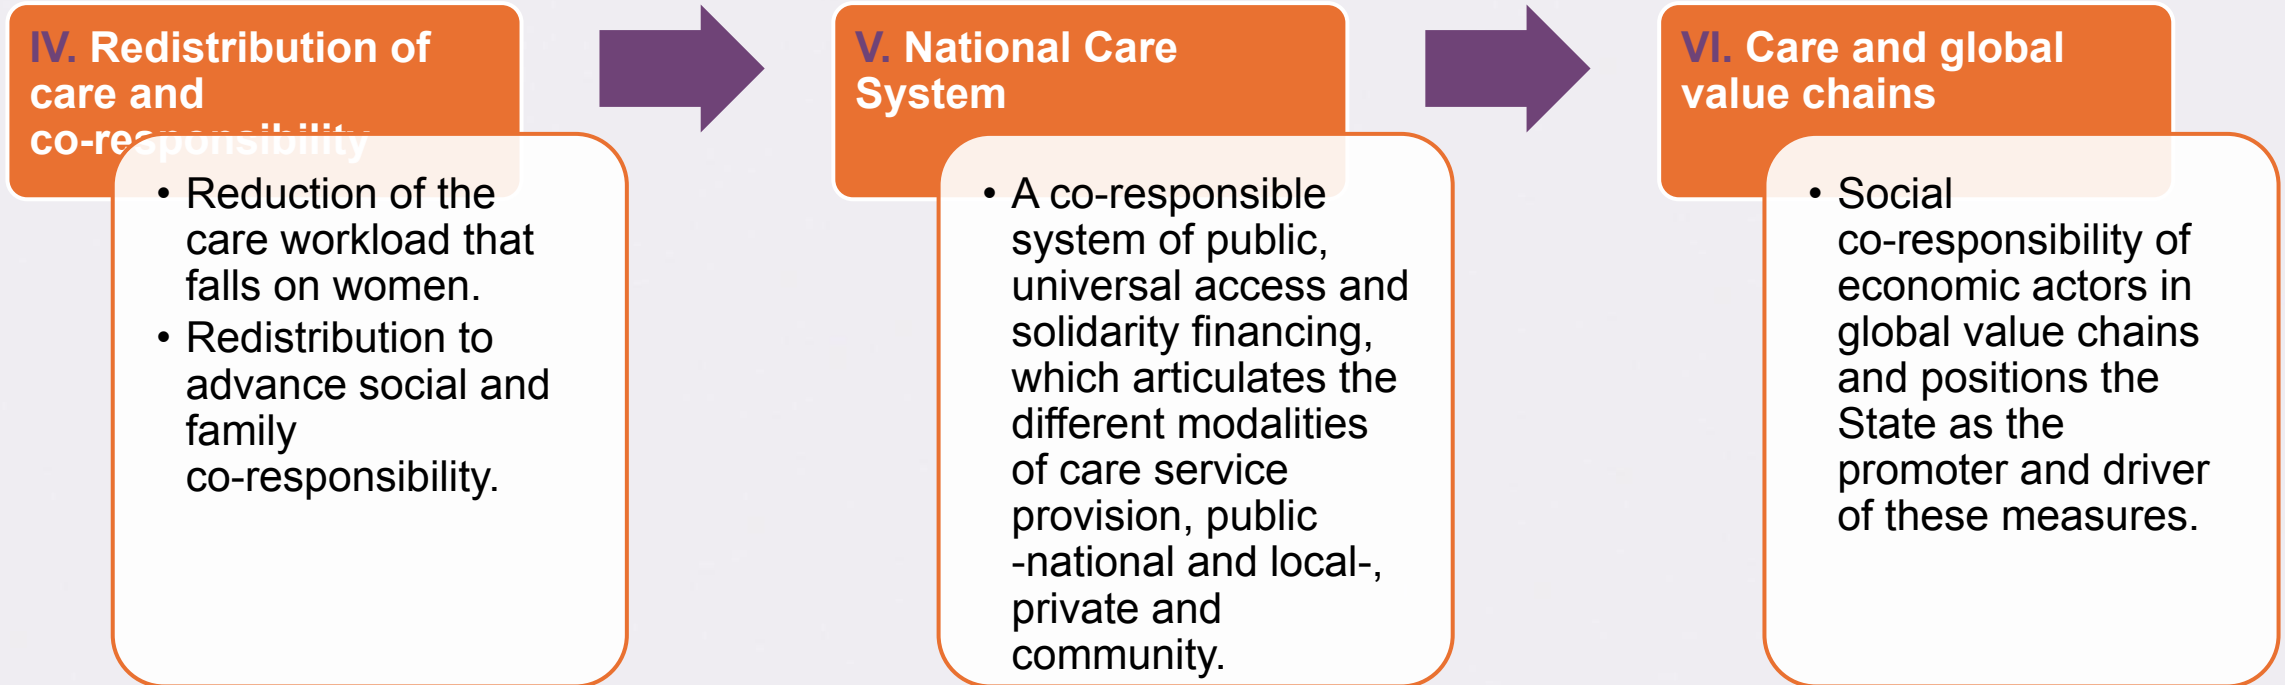 IV. Redistribution of
care and
co-responsibility
• Reduction of the
care workload that
falls on women.
• Redistribution to
advance social and
family
co-responsibility.
V. National Care
System
• A co-responsible
system of public,
universal access and
solidarity financing,
which articulates the
different modalities
of care service
provision, public
-national and local-,
private and
community.
VI. Care and global
value chains
• Social
co-responsibility of
economic actors in
global value chains
and positions the
State as the
promoter and driver
of these measures.